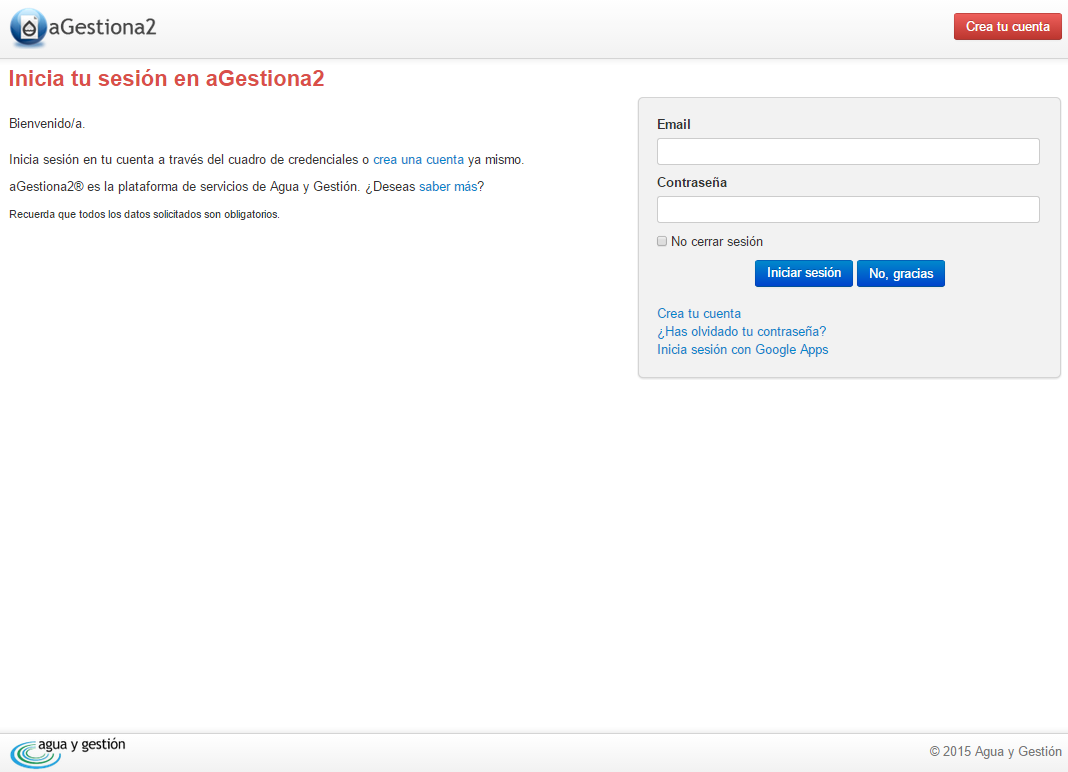 aGestiona2
Crea tu cuenta
Inicia tu sesión en aGestiona2
Bienvenido/a.
Inicia sesión en tu cuenta a través del cuadro de credenciales o crea una cuenta ya mismo.
aGestiona2® es la plataforma de servicios de Agua y Gestión. ¿Deseas saber más?
Recuerda que todos los datos solicitados son obligatorios.
Email
Contraseña
No cerrar sesión
Iniciar sesión
No, gracias
Crea tu cuenta
¿Has olvidado tu contraseña?
Inicia sesión con Google Apps
agua y gestión
© 2015 Agua y Gestión